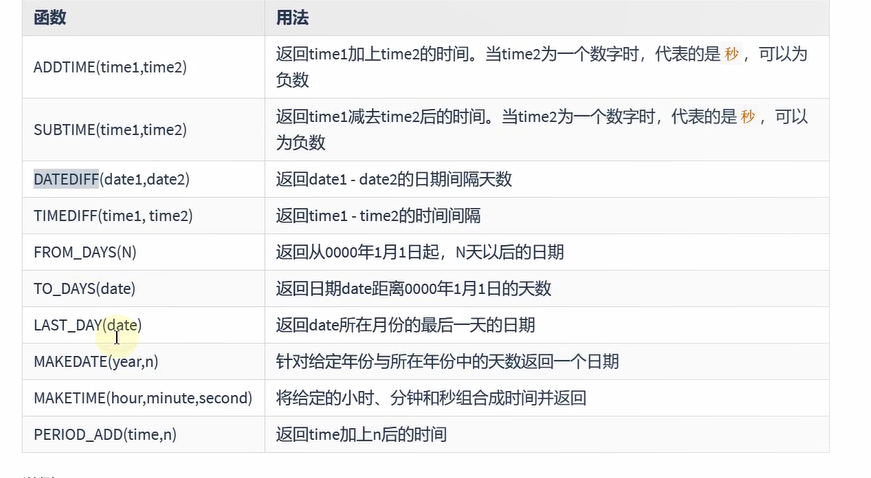 函数 用法
ADDTIME(time1,time2) 返回time1加上time2的时间。当time2为一个数字时，代表的是 秒 ，可以为
负数
SUBTIME(time1,time2) 返回time1减去time2后的时间。当time2为一个数字时，代表的是 秒 ，可以
为负数
DATEDIFF(date1,date2) 返回date1 - date2的日期间隔天数
TIMEDIFF(time1, time2) 返回time1 - time2的时间间隔
FROM_DAYS(N) 返回从0000年1月1日起，N天以后的日期
TO_DAYS(date) 返回日期date距离0000年1月1日的天数
LAST_DAY(date) 返回date所在月份的最后一天的日期
MAKEDATE(year,n) 针对给定年份与所在年份中的天数返回一个日期
MAKETIME(hour,minute,second) 将给定的小时、分钟和秒组合成时间并返回
PERIOD_ADD(time,n) 返回time加上n后的时间